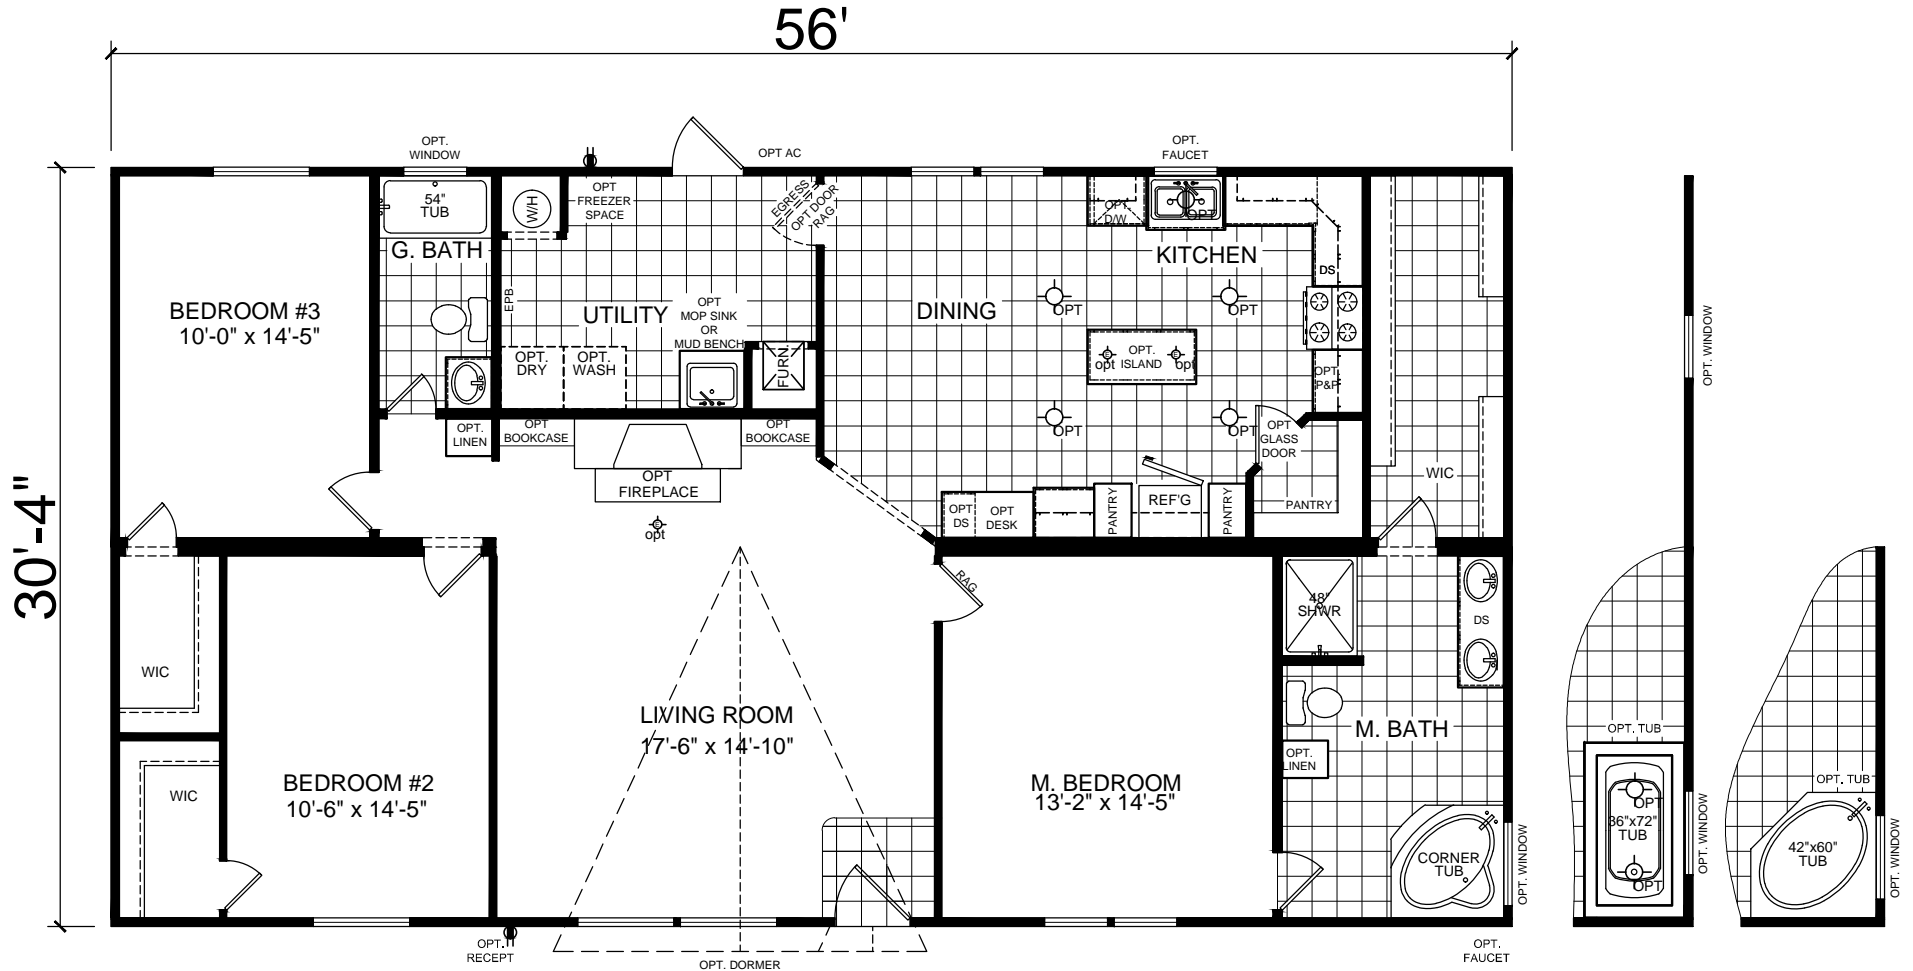 56'
30'-4"
OPT.
WINDOW
OPT AC
OPT.
FAUCET
54"
TUB
G. BATH
W/H
OPT
FREEZER
SPACE
EGRESS
OPT DOOR
RAG
OPT
D/W
OPT
KITCHEN
DS
BEDROOM #3
10'-0" x 14'-5"
EPB
UTILITY
OPT
MOP SINK
OR
MUD BENCH
DINING
OPT
OPT
OPT.
DRY
OPT.
WASH
FURN.
OPT.
ISLAND
opt
opt
E
E
OPT.
P&P
OPT.
LINEN
OPT
BOOKCASE
OPT
BOOKCASE
OPT
OPT
OPT
GLASS
DOOR
OPT
FIREPLACE
E
opt
WIC
OPT
DS
OPT
DESK
PANTRY
REF'G
PANTRY
PANTRY
RAG
48"
SHWR
DS
WIC
LIVING ROOM
17'-6" x 14'-10"
M. BATH
OPT.
LINEN
BEDROOM #2
10'-6" x 14'-5"
WIC
M. BEDROOM
13'-2" x 14'-5"
CORNER
TUB
OPT. WINDOW
OPT.
RECEPT
OPT. DORMER
OPT.
FAUCET
OPT. WINDOW
OPT. TUB
OPT
36"x72"
TUB
OPT
OPT. WINDOW
OPT. TUB
42"x60"
TUB
OPT. WINDOW